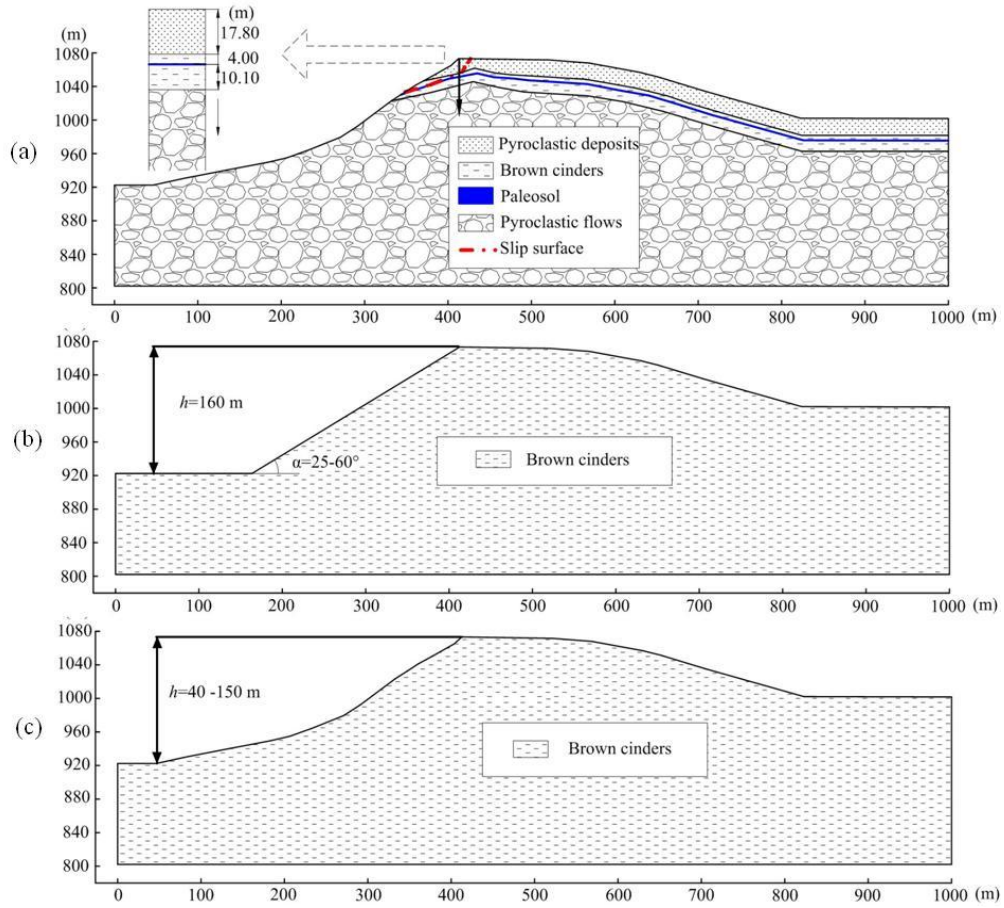 (m)
17.80
4.00
10.10
(m)
1080
1040
1000
960
920
880
840
800
(a)
Pyroclastic deposits
Brown cinders
Paleosol
Pyroclastic flows
Slip surface
0 100 200 300 400 500 600 700 800 900 1000 (m)
1080
1040
1000
960
920
880
840
800
(b)
h=160 m
α=25-60°
Brown cinders
0 100 200 300 400 500 600 700 800 900 1000 (m)
1080
1040
1000
960
920
880
840
800
(c)
h=40 -150 m
Brown cinders
0 100 200 300 400 500 600 700 800 900 1000 (m)